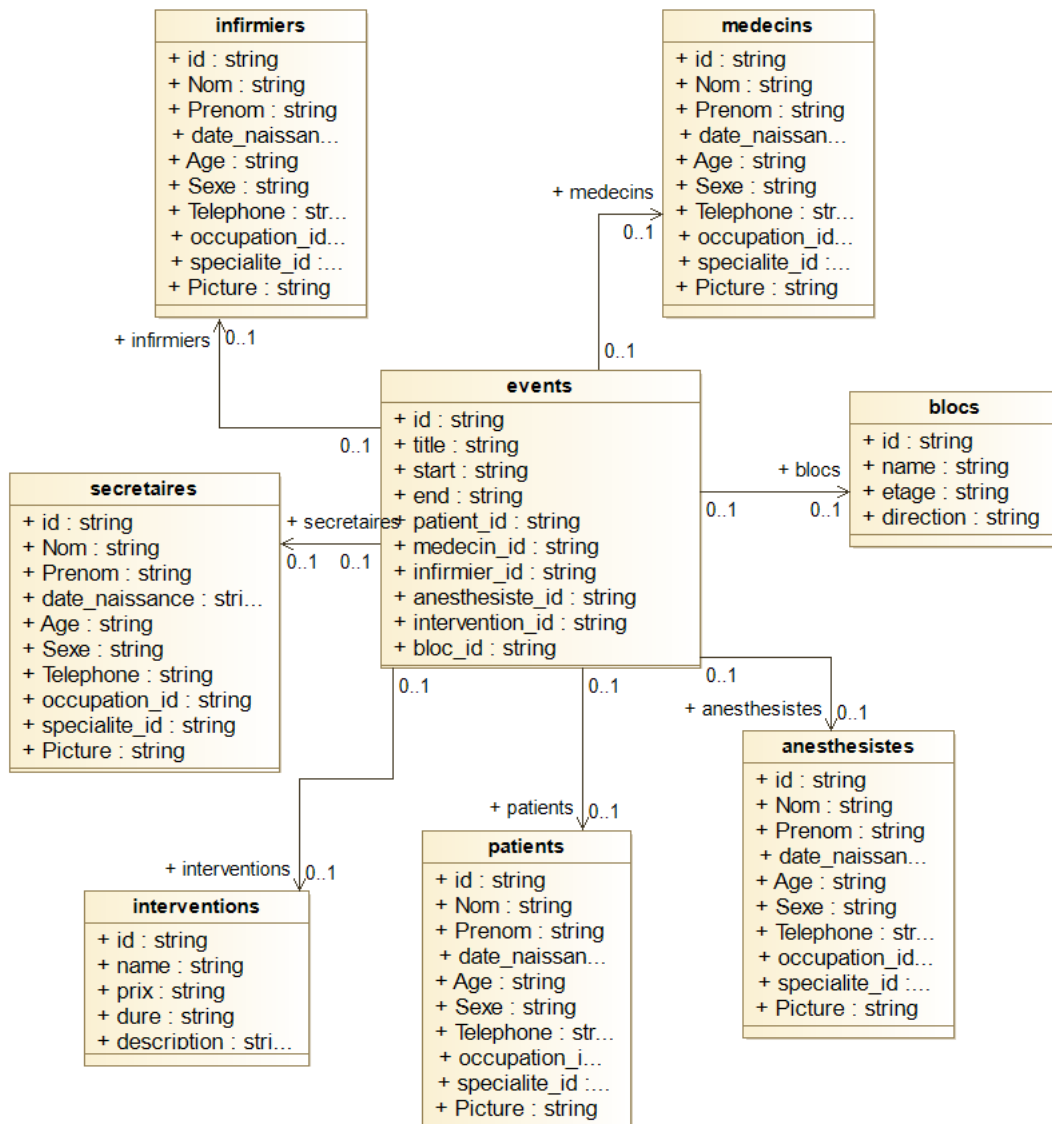 infirmiers
+ id : string
+ Nom : string
+ Prenom : string
+ date_naissan...
+ Age : string
+ Sexe : string
+ Telephone : str...
+ occupation_id...
+ specialite_id :...
+ Picture : string
medecins
+ id : string
+ Nom : string
+ Prenom : string
+ date_naissan...
+ Age : string
+ Sexe : string
+ Telephone : str...
+ occupation_id...
+ specialite_id :...
+ Picture : string
+ medecins
0..1
0..1
+ infirmiers
0..1
0..1
events
+ id : string
+ title : string
+ start : string
+ end : string
+ patient_id : string
+ medecin_id : string
+ infirmier_id : string
+ anesthesiste_id : string
+ intervention_id : string
+ bloc_id : string
blocs
+ id : string
+ name : string
+ etage : string
+ direction : string
+ blocs
0..1
0..1
secretaires
+ id : string
+ Nom : string
+ Prenom : string
+ date_naissance : stri...
+ Age : string
+ Sexe : string
+ Telephone : string
+ occupation_id : string
+ specialite_id : string
+ Picture : string
+ secretaires
0..1
0..1
0..1
0..1
0..1
+ anesthesistes
0..1
anesthesistes
+ id : string
+ Nom : string
+ Prenom : string
+ date_naissan...
+ Age : string
+ Sexe : string
+ Telephone : str...
+ occupation_id...
+ specialite_id :...
+ Picture : string
+ patients
0..1
patients
+ id : string
+ Nom : string
+ Prenom : string
+ date_naissan...
+ Age : string
+ Sexe : string
+ Telephone : str...
+ occupation_i...
+ specialite_id :...
+ Picture : string
+ interventions
0..1
interventions
+ id : string
+ name : string
+ prix : string
+ dure : string
+ description : stri...